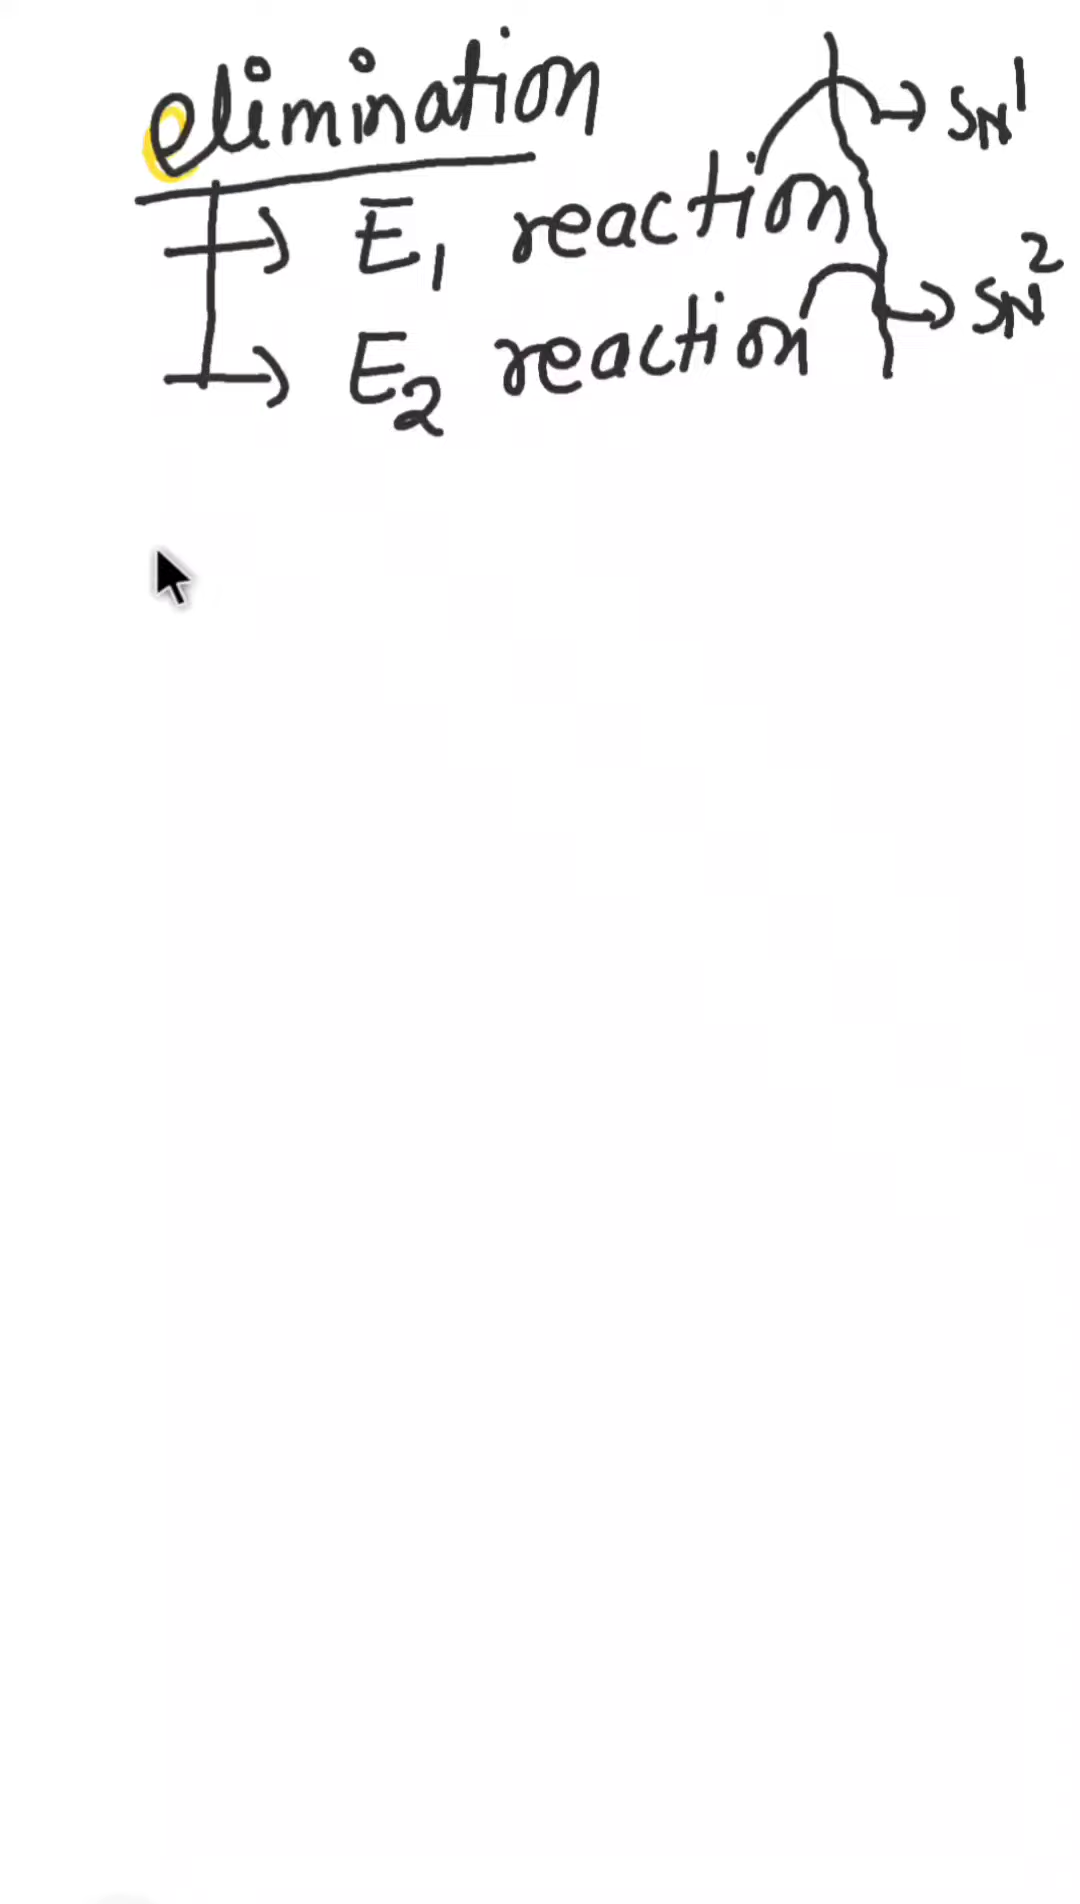 elimination
→ E₁ reaction → SN¹
→ E₂ reaction → SN²